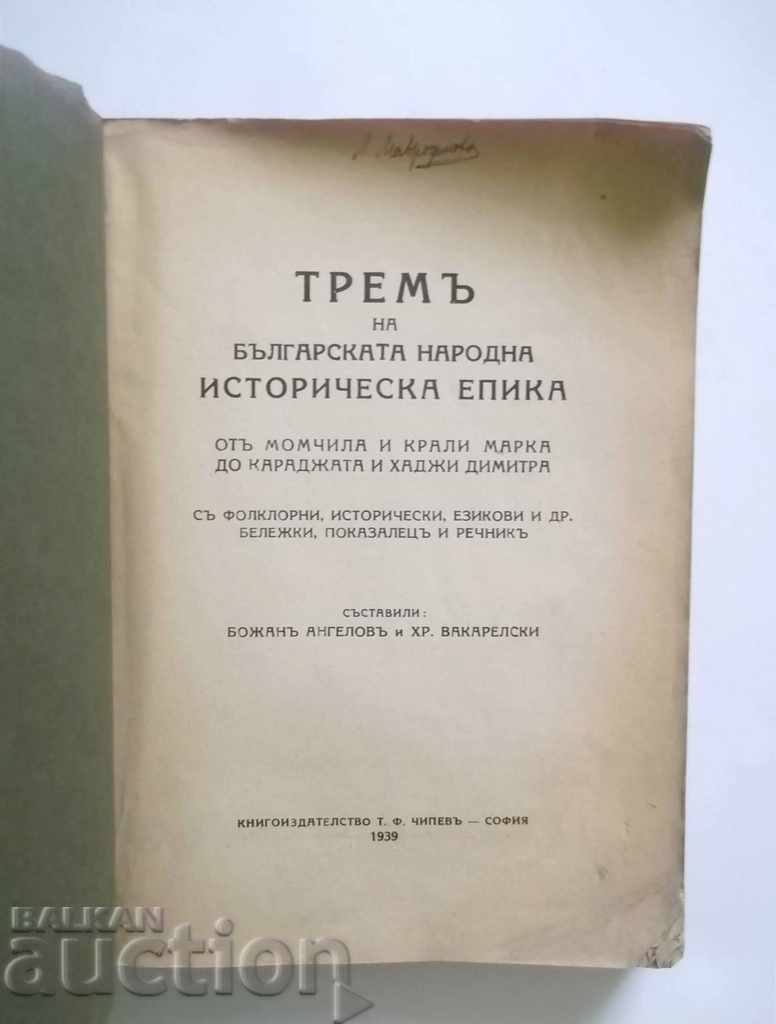 ТРЕМЪ
НА
БЪЛГАРСКАТА НАРОДНА
ИСТОРИЧЕСКА ЕПИКА
ОТЪ МОМЧИЛА И КРАЛИ МАРКА
ДО КАРАДЖАТА И ХАДЖИ ДИМИТРА
СЪ ФОЛКЛОРНИ, ИСТОРИЧЕСКИ, ЕЗИКОВИ И ДР.
БЕЛЕЖКИ, ПОКАЗАЛЕЦЪ И РЕЧНИКЪ
СЪСТАВИЛИ:
БОЖАНЪ АНГЕЛОВЪ и ХР. ВАКАРЕЛСКИ
КНИГОИЗДАТЕЛСТВО Т. Ф. ЧИПЕВЪ — СОФИЯ
1939
BALKAN
auction